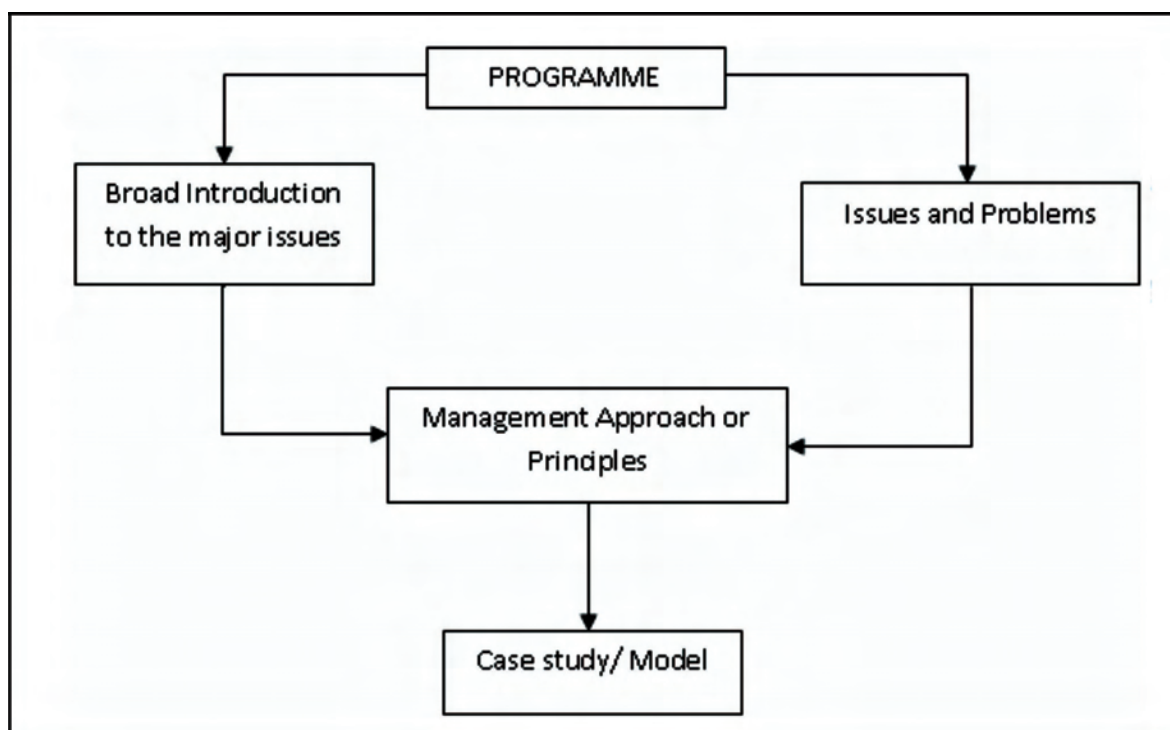 PROGRAMME
Broad Introduction
to the major issues
Issues and Problems
Management Approach or
Principles
Case study/ Model